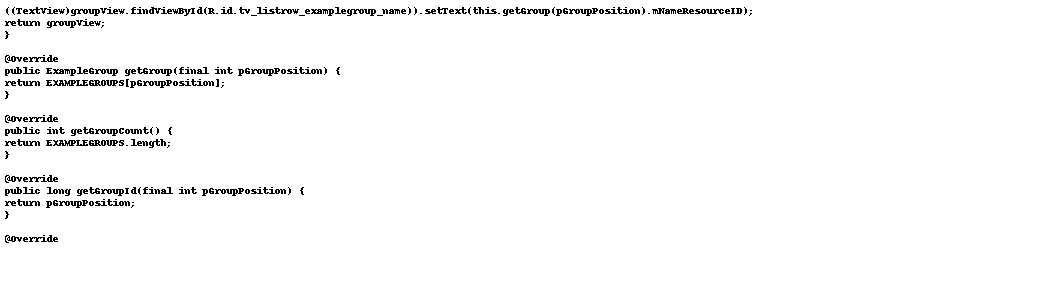 ((TextView)groupView.findViewById(R.id.tv_listrow_examplegroup_name)).setText(this.getGroup(pGroupPosition).mNameResourceID);
return groupView;
}

@Override
public ExampleGroup getGroup(final int pGroupPosition) {
return EXAMPLEGROUPS[pGroupPosition];
}

@Override
public int getGroupCount() {
return EXAMPLEGROUPS.length;
}

@Override
public long getGroupId(final int pGroupPosition) {
return pGroupPosition;
}

@Override